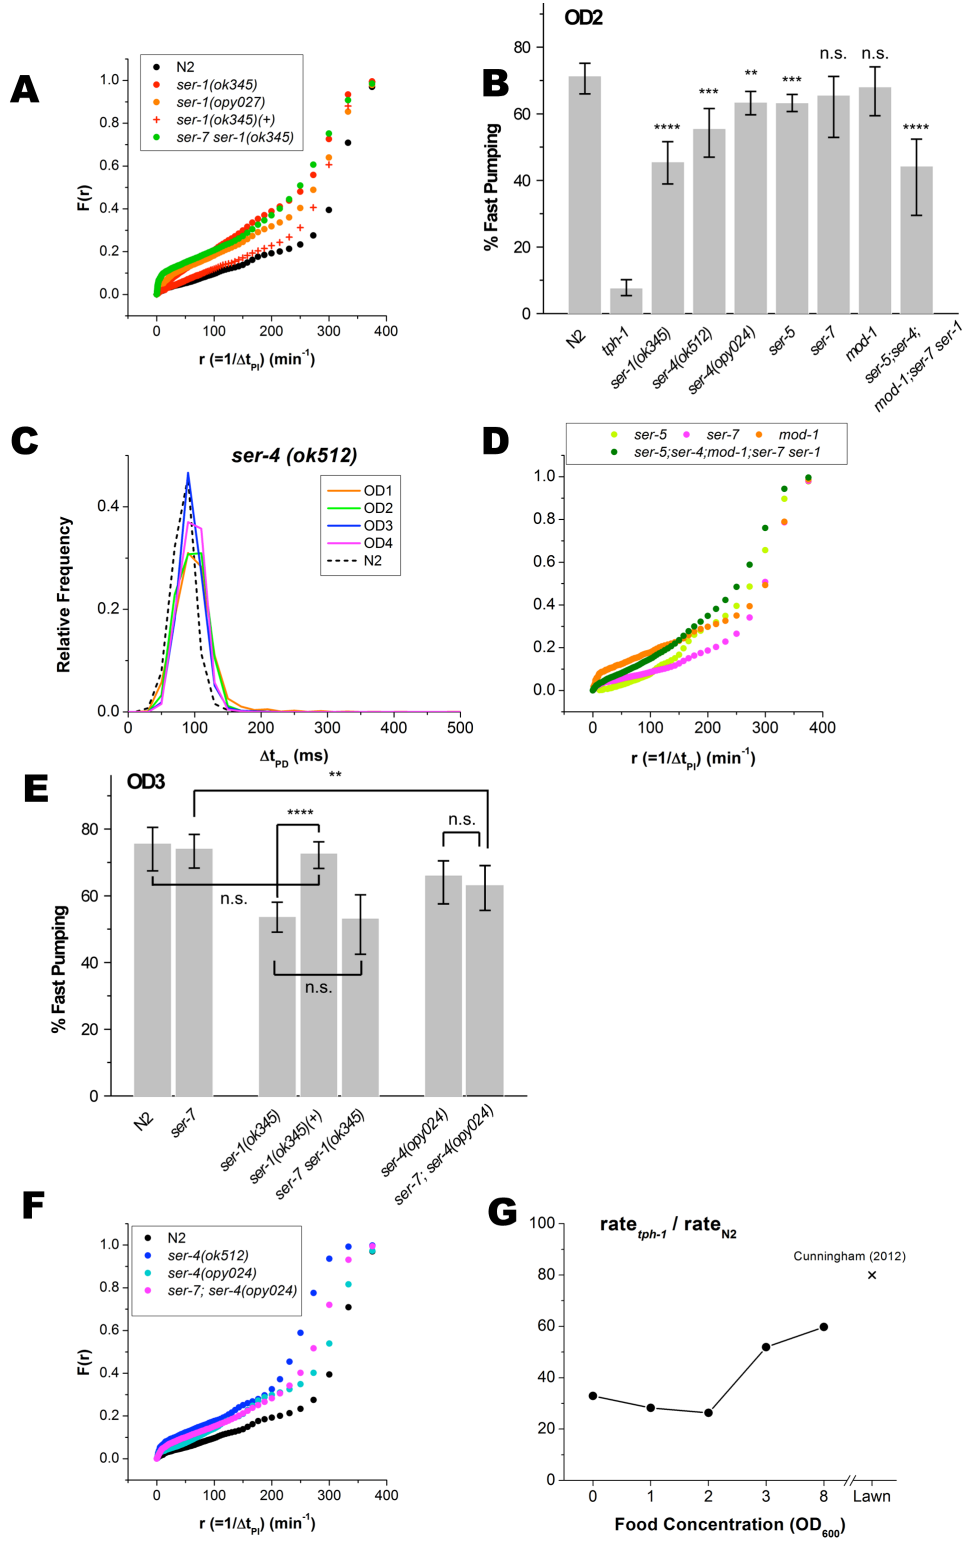 A
N2
ser-1(ok345)
ser-1(opy027)
ser-1(ok345)(+)
ser-7 ser-1(ok345)
F(r)
1.0
0.8
0.6
0.4
0.2
0.0
0 100 200 300 400
r (=1/Δt_PI) (min⁻¹)
B
OD2
% Fast Pumping
80
60
40
20
0
**** *** ** *** n.s. n.s. ****
N2
tph-1
ser-1(ok345)
ser-4(ok512)
ser-4(opy024)
ser-5
ser-7
mod-1
ser-5;ser-4;
mod-1;ser-7 ser-1
C
ser-4 (ok512)
OD1
OD2
OD3
OD4
N2
Relative Frequency
0.4
0.2
0.0
0 100 200 300 400 500
Δt_PD (ms)
D
ser-5 ser-7 mod-1
ser-5;ser-4;mod-1;ser-7 ser-1
1.0
0.8
0.6
0.4
0.2
0.0
0 100 200 300 400
r (=1/Δt_PI) (min⁻¹)
E
OD3
% Fast Pumping
80
60
40
20
0
**
****
n.s.
n.s.
n.s.
N2
ser-7
ser-1(ok345)
ser-1(ok345)(+)
ser-7 ser-1(ok345)
ser-4(opy024)
ser-7; ser-4(opy024)
F
N2
ser-4(ok512)
ser-4(opy024)
ser-7; ser-4(opy024)
F(r)
1.0
0.8
0.6
0.4
0.2
0.0
0 100 200 300 400
r (=1/Δt_PI) (min⁻¹)
G
rate_tph-1 / rate_N2
Cunningham (2012)
100
80
60
40
20
0
0 1 2 3 8 Lawn
Food Concentration (OD₆₀₀)